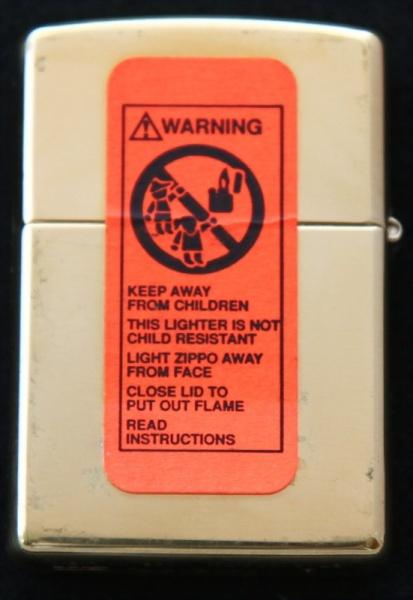 WARNING
KEEP AWAY
FROM CHILDREN
THIS LIGHTER IS NOT
CHILD RESISTANT
LIGHT ZIPPO AWAY
FROM FACE
CLOSE LID TO
PUT OUT FLAME
READ
INSTRUCTIONS